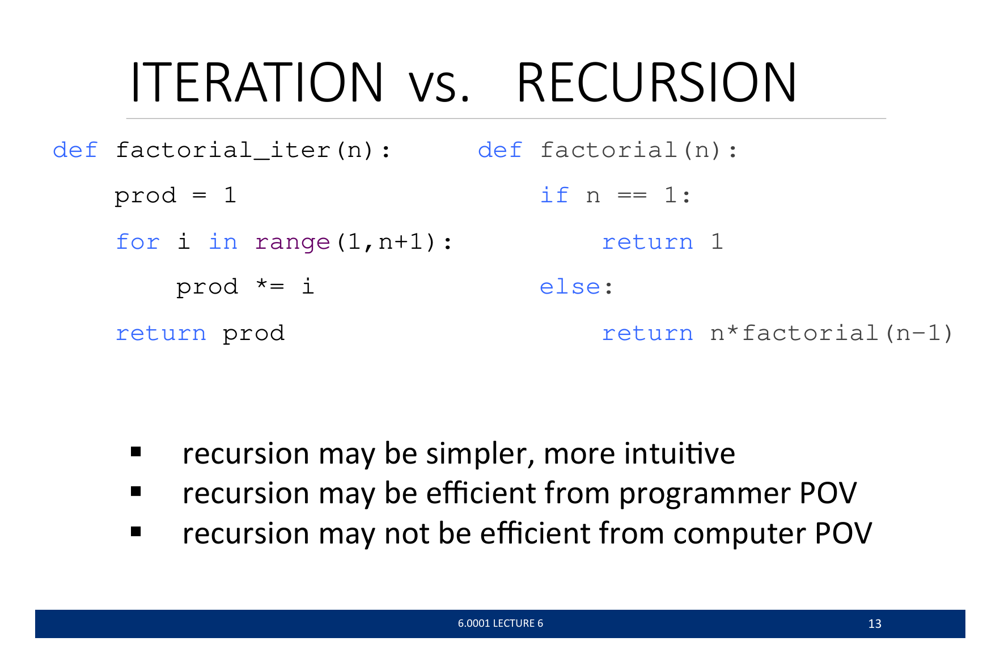 ITERATION vs. RECURSION
def factorial_iter(n):
    prod = 1
    for i in range(1,n+1):
        prod *= i
    return prod
def factorial(n):
    if n == 1:
        return 1
    else:
        return n*factorial(n-1)
▪ recursion may be simpler, more intuitive
▪ recursion may be efficient from programmer POV
▪ recursion may not be efficient from computer POV
6.0001 LECTURE 6
13